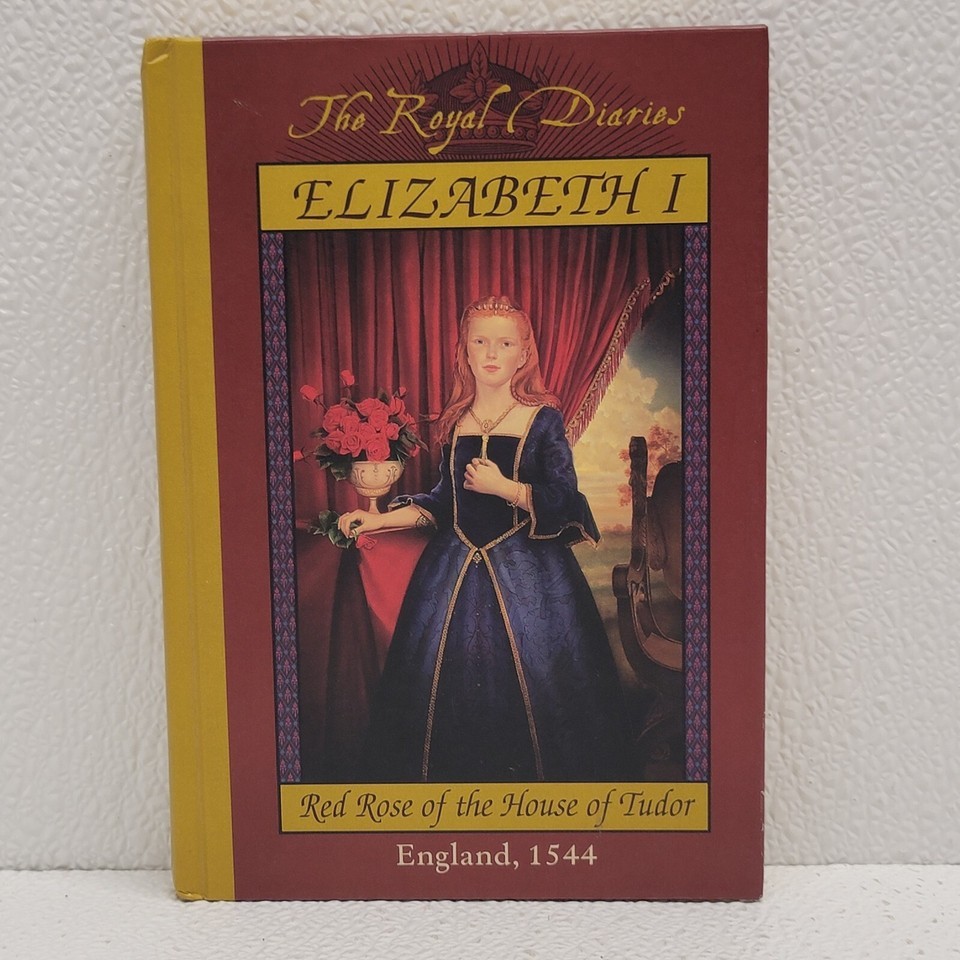 The Royal Diaries
ELIZABETH I
Red Rose of the House of Tudor
England, 1544